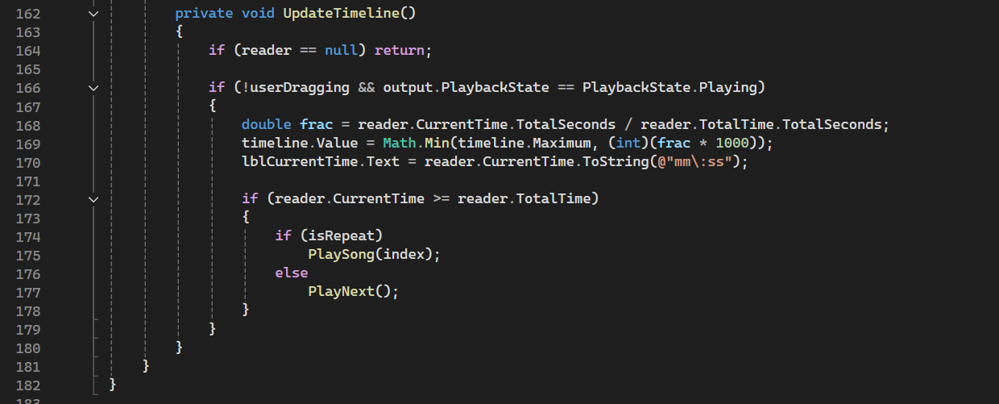 162 private void UpdateTimeline()
163 {
164 if (reader == null) return;
165
166 if (!userDragging && output.PlaybackState == PlaybackState.Playing)
167 {
168 double frac = reader.CurrentTime.TotalSeconds / reader.TotalTime.TotalSeconds;
169 timeline.Value = Math.Min(timeline.Maximum, (int)(frac * 1000));
170 lblCurrentTime.Text = reader.CurrentTime.ToString(@"mm\:ss");
171
172 if (reader.CurrentTime >= reader.TotalTime)
173 {
174 if (isRepeat)
175 PlaySong(index);
176 else
177 PlayNext();
178 }
179 }
180 }
181 }
182 }
183